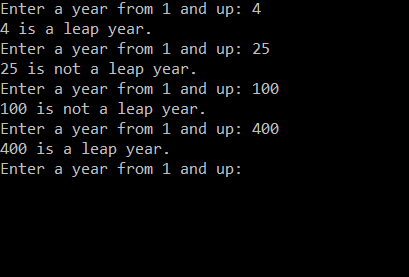 Enter a year from 1 and up: 4
4 is a leap year.
Enter a year from 1 and up: 25
25 is not a leap year.
Enter a year from 1 and up: 100
100 is not a leap year.
Enter a year from 1 and up: 400
400 is a leap year.
Enter a year from 1 and up: